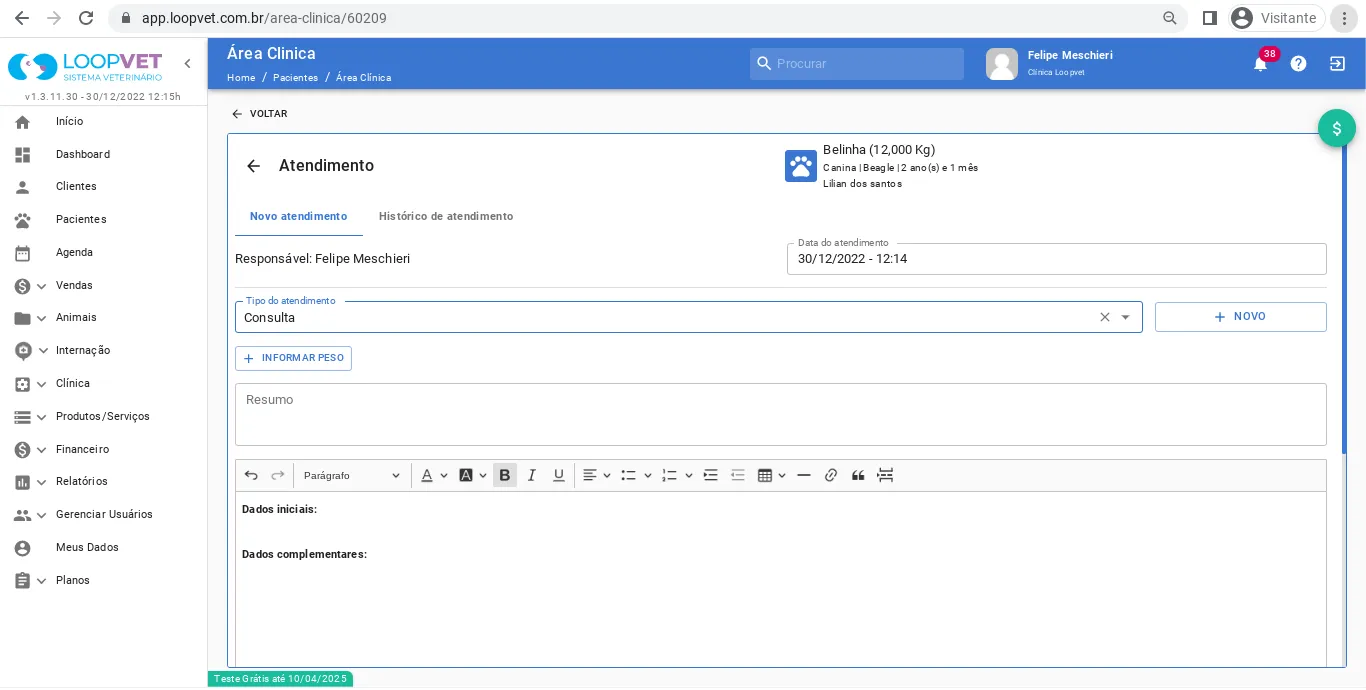 app.loopvet.com.br/area-clinica/60209
Visitante
LOOPVET
SISTEMA VETERINÁRIO
v1.3.11.30 - 30/12/2022 12:15h
Início
Dashboard
Clientes
Pacientes
Agenda
Vendas
Animais
Internação
Clínica
Produtos/Serviços
Financeiro
Relatórios
Gerenciar Usuários
Meus Dados
Planos
Área Clinica
Home / Pacientes / Área Clínica
Procurar
Felipe Meschieri
Clínica Loopvet
38
VOLTAR
Atendimento
Belinha (12,000 Kg)
Canina | Beagle | 2 ano(s) e 1 mês
Lilian dos santos
Novo atendimento
Histórico de atendimento
Responsável: Felipe Meschieri
Data do atendimento
30/12/2022 - 12:14
Tipo do atendimento
Consulta
NOVO
INFORMAR PESO
Resumo
Parágrafo
A A B I U
Dados iniciais:
Dados complementares:
Teste Grátis até 10/04/2025